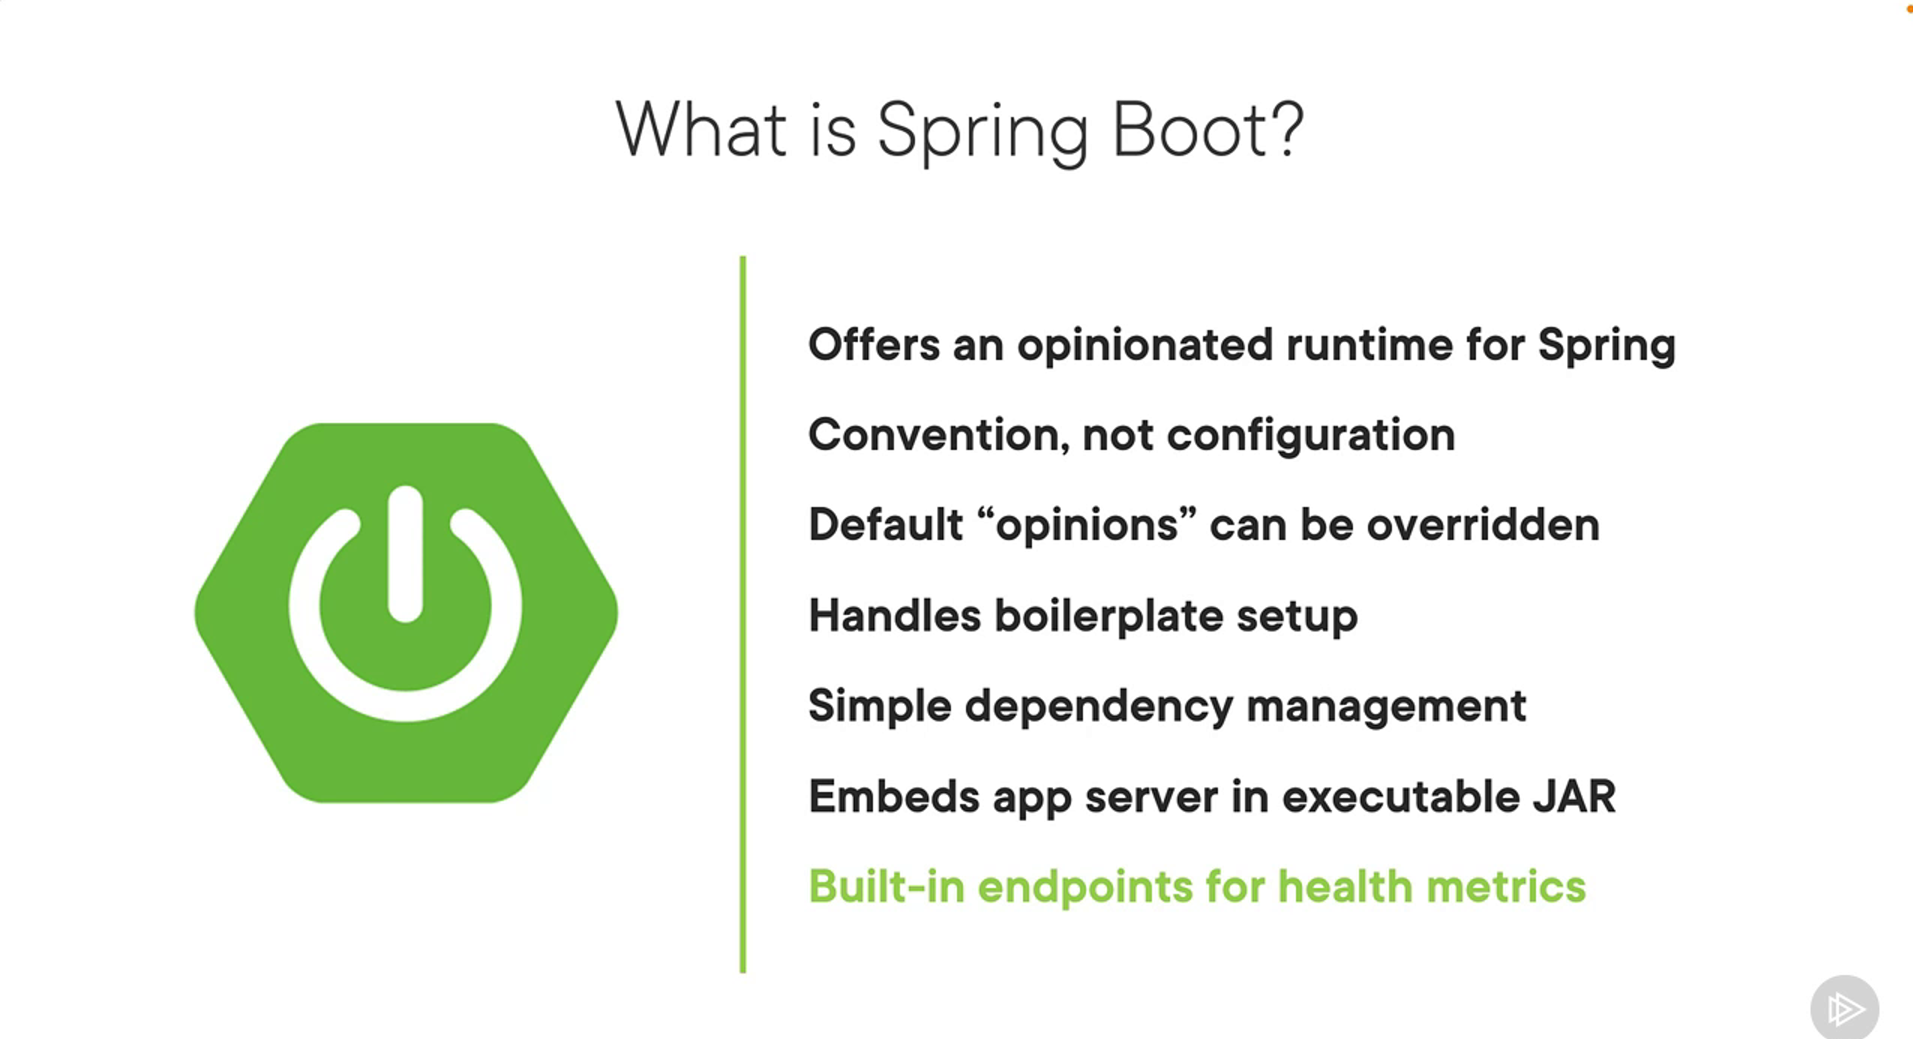 What is Spring Boot?
Offers an opinionated runtime for Spring
Convention, not configuration
Default “opinions” can be overridden
Handles boilerplate setup
Simple dependency management
Embeds app server in executable JAR
Built-in endpoints for health metrics